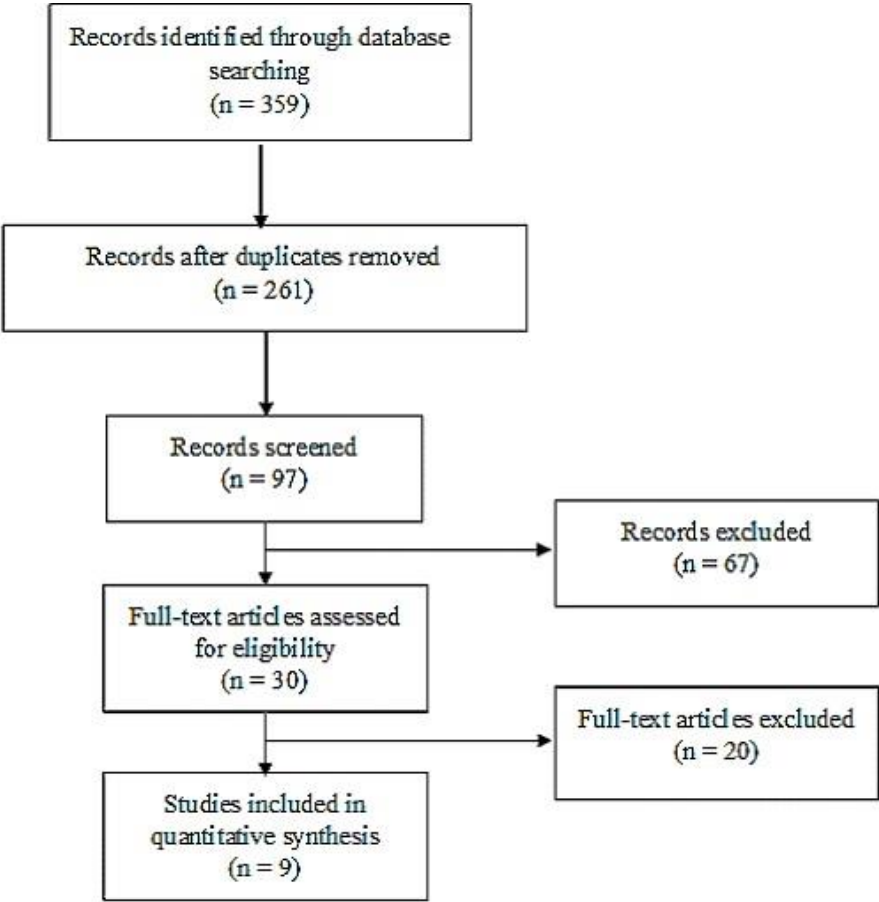 Records identified through database
searching
(n = 359)
Records after duplicates removed
(n = 261)
Records screened
(n = 97)
Records excluded
(n = 67)
Full-text articles assessed
for eligibility
(n = 30)
Full-text articles excluded
(n = 20)
Studies included in
quantitative synthesis
(n = 9)